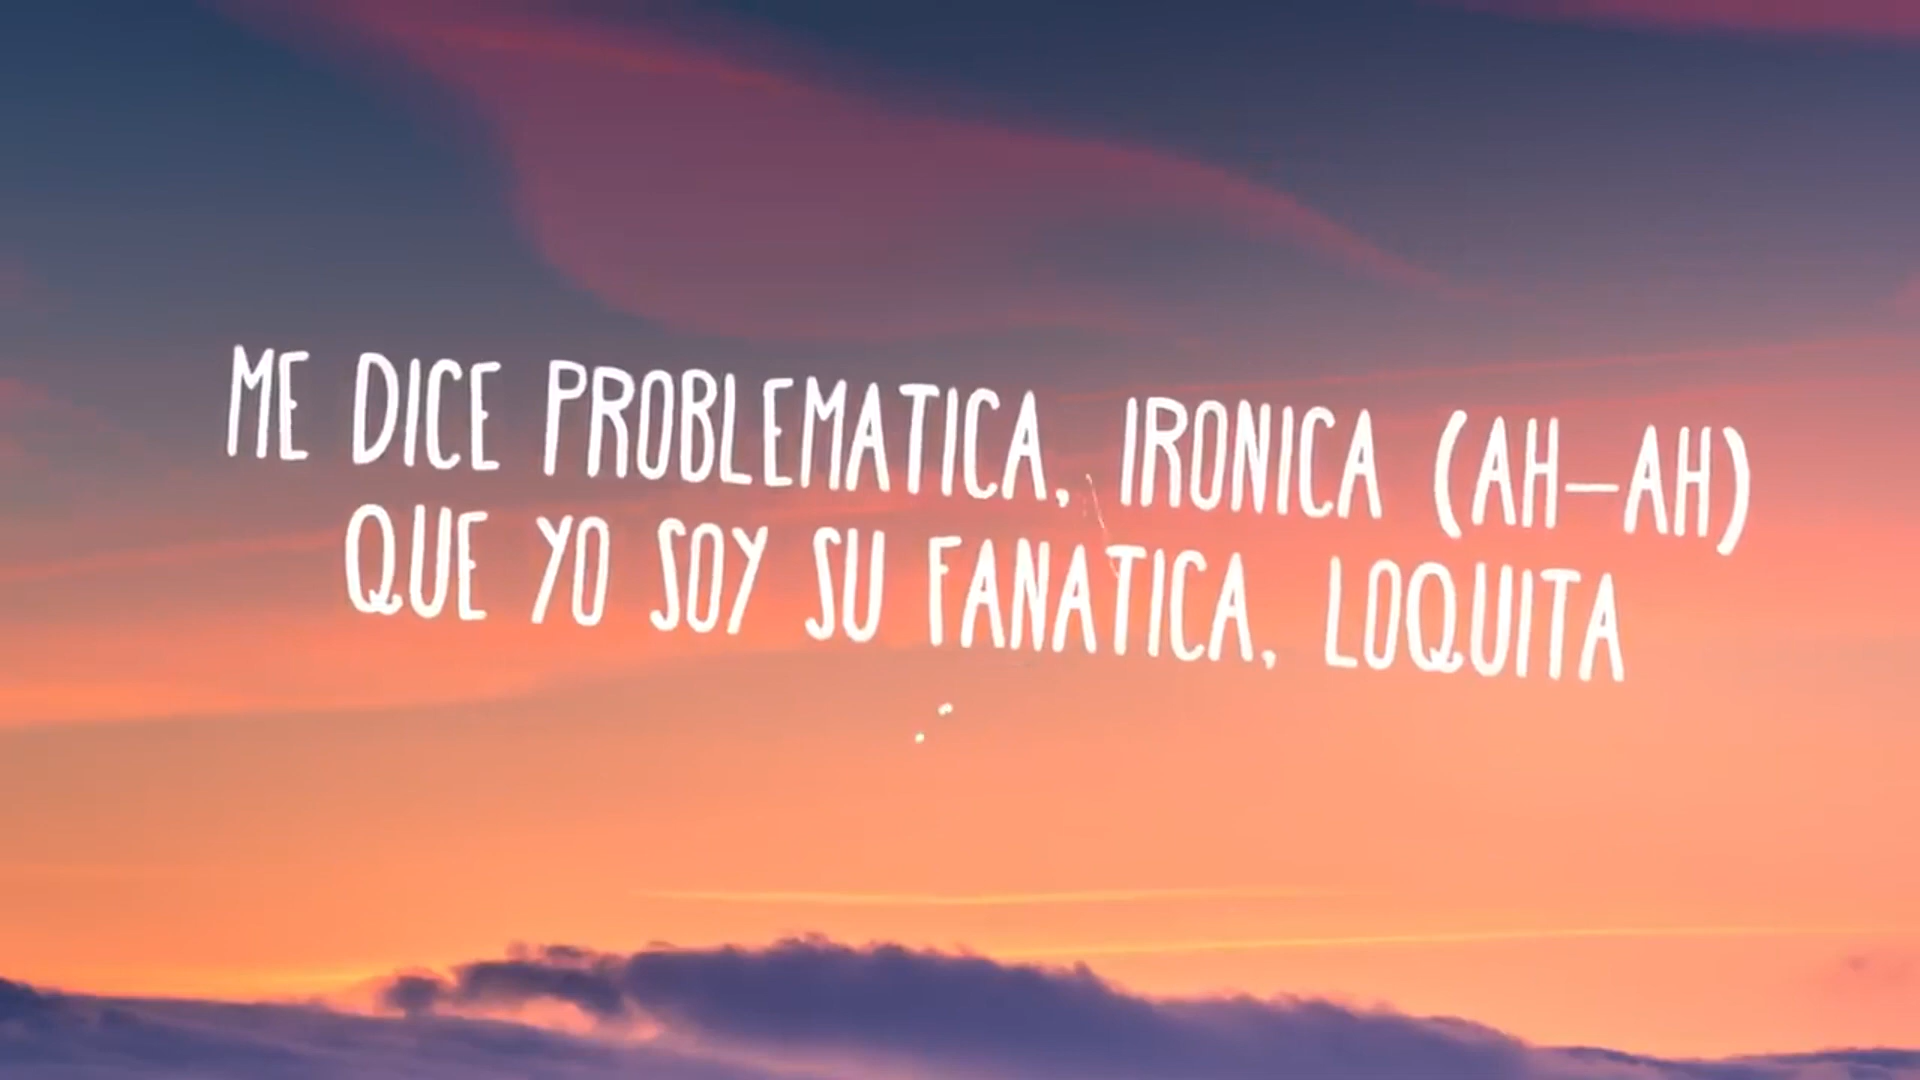 ME DICE PROBLEMATICA, IRONICA (AH-AH)
QUE YO SOY SU FANATICA, LOQUITA